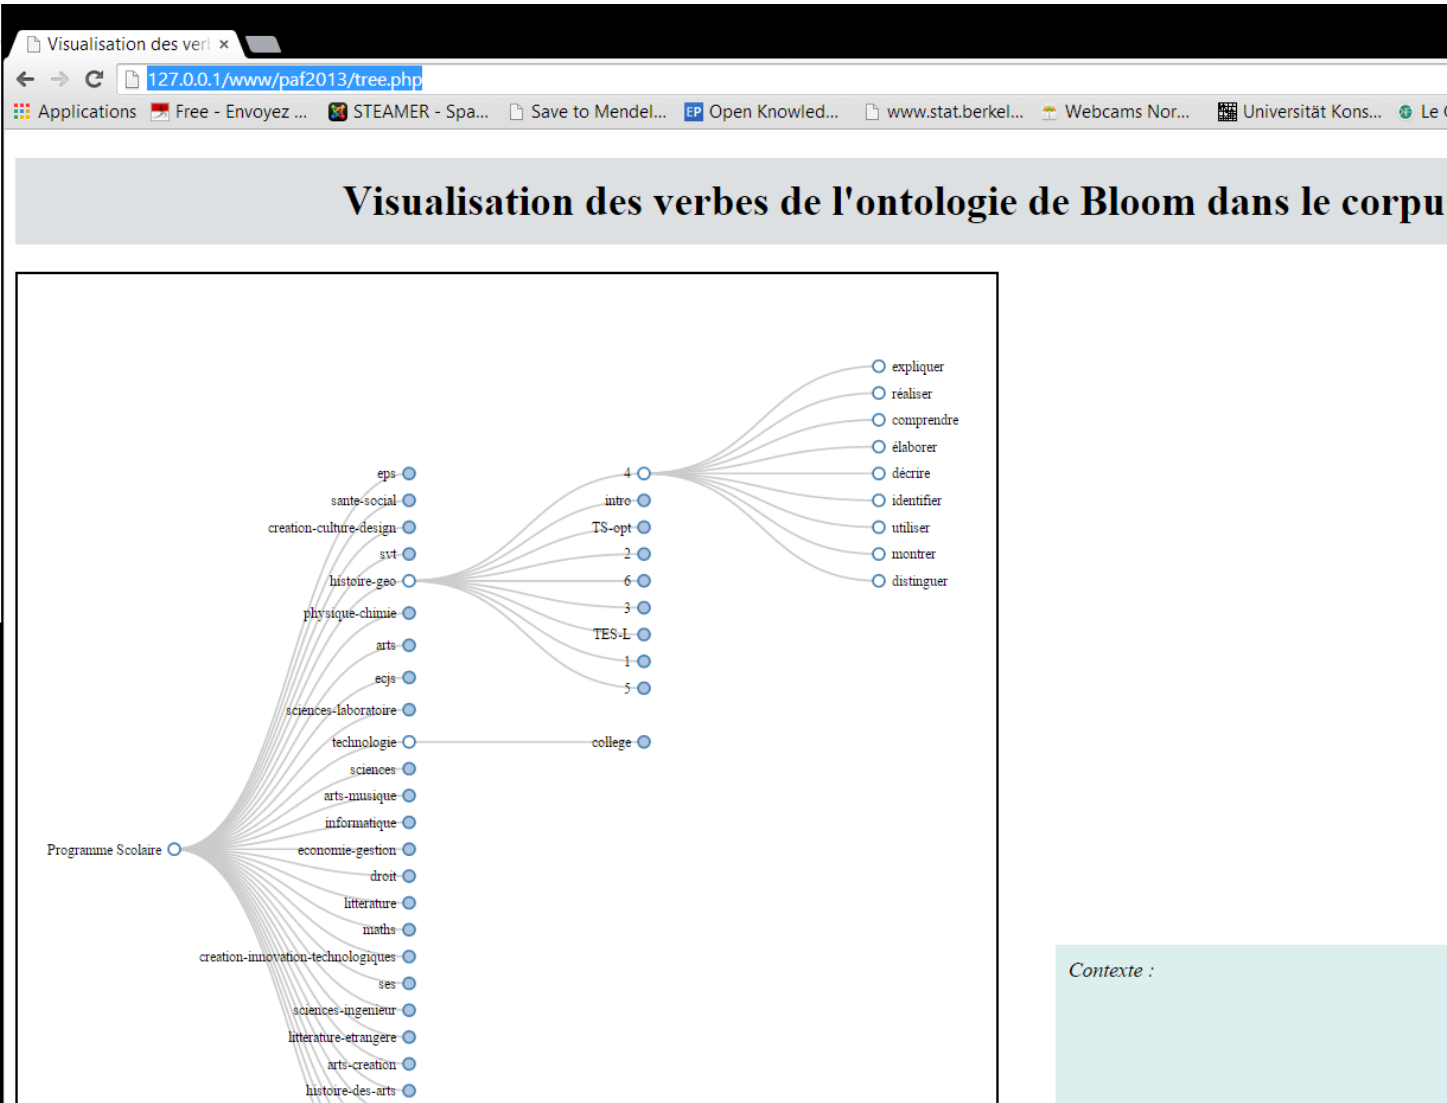 Visualisation des ver
127.0.0.1/www/paf2013/tree.php
Applications Free - Envoyez ... STEAMER - Spa... Save to Mendel... EP Open Knowled... www.stat.berkel... Webcams Nor... Universität Kons... Le
Visualisation des verbes de l'ontologie de Bloom dans le corpu
expliquer
réaliser
comprendre
élaborer
eps 4 décrire
sante-social intro identifier
creation-culture-design TS-opt utiliser
svt 2 montrer
histoire-geo 6 distinguer
physique-chimie 3
arts TES-L
1
ecjs 5
sciences-laboratoire
technologie college
sciences
arts-musique
informatique
Programme Scolaire economie-gestion
droit
litterature
maths
creation-innovation-technologiques
Contexte :
ses
sciences-ingenieur
litterature-etrangere
arts-creation
histoire-des-arts